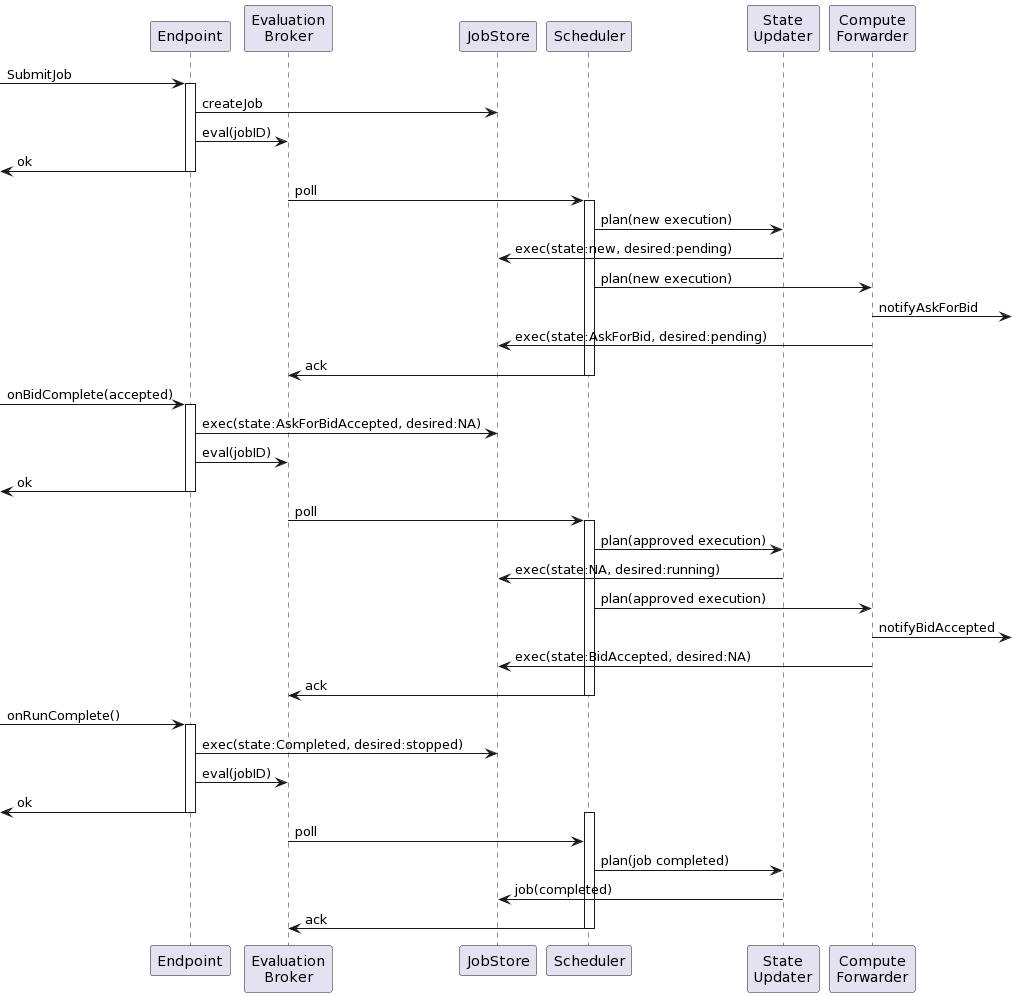 Endpoint
Evaluation
Broker
JobStore
Scheduler
State
Updater
Compute
Forwarder
SubmitJob
createJob
eval(jobID)
ok
poll
plan(new execution)
exec(state:new, desired:pending)
plan(new execution)
notifyAskForBid
exec(state:AskForBid, desired:pending)
ack
onBidComplete(accepted)
exec(state:AskForBidAccepted, desired:NA)
eval(jobID)
ok
poll
plan(approved execution)
exec(state:NA, desired:running)
plan(approved execution)
notifyBidAccepted
exec(state:BidAccepted, desired:NA)
ack
onRunComplete()
exec(state:Completed, desired:stopped)
eval(jobID)
ok
poll
plan(job completed)
job(completed)
ack
Endpoint
Evaluation
Broker
JobStore
Scheduler
State
Updater
Compute
Forwarder